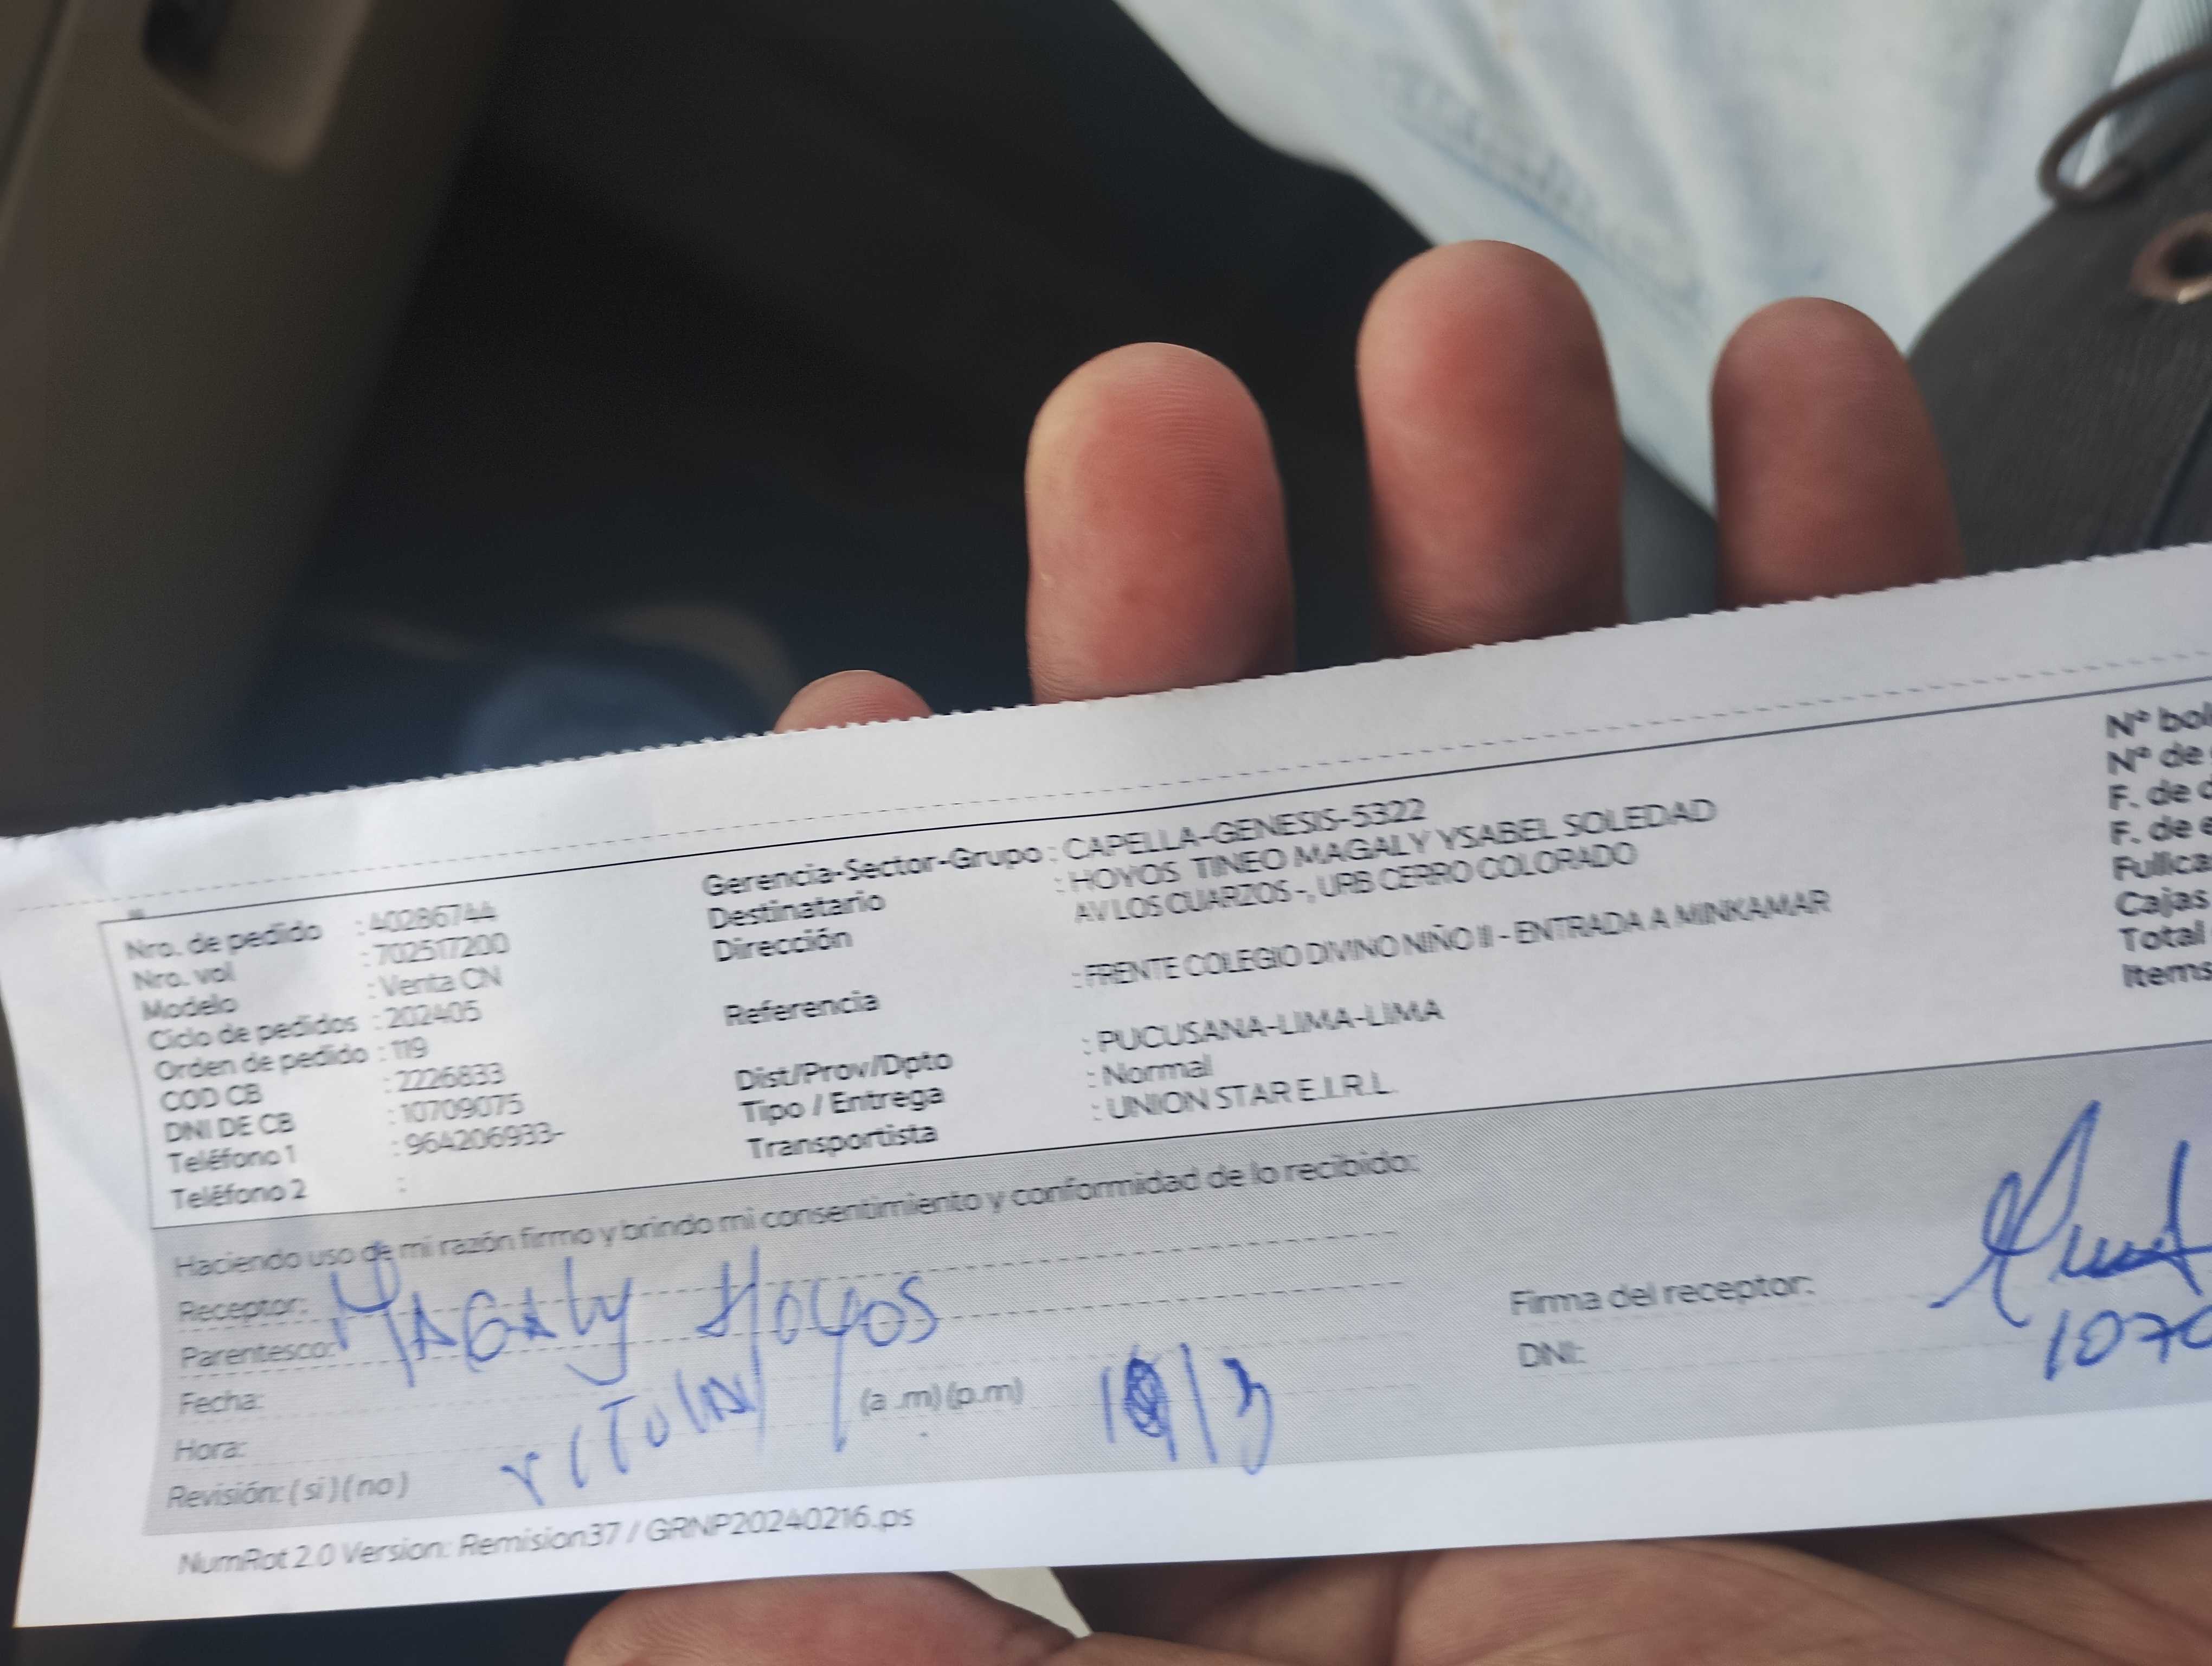 Nro. de pedido : 40286744
Nro. vol : 702517200
Modelo : Venta CN
Ciclo de pedidos : 202405
Orden de pedido : 119
COD CB : 2226833
DNI DE CB : 10709075
Teléfono 1 : 964206933-
Teléfono 2 :
Gerencia-Sector-Grupo : CAPELLA-GENESIS-5322
Destinatario : HOYOS TINEO MAGALY YSABEL SOLEDAD
Dirección AV LOS CUARZOS -, URB CERRO COLORADO
Referencia : FRENTE COLEGIO DIVINO NIÑO III - ENTRADA A MINKAMAR
Dist/Prov/Dpto : PUCUSANA-LIMA-LIMA
Tipo / Entrega : Normal
Transportista : UNION STAR E.I.R.L.
Nº bol
Nº de
F. de d
F. de e
Fullca
Cajas
Total
Items
Haciendo uso de mi razón firmo y brindo mi consentimiento y conformidad de lo recibido:
Receptor: MAGALY HOYOS
Parentesco:
Fecha:
Hora: (a .m) (p.m)
Revisión: ( si ) ( no )
Firma del receptor:
DNI: 1070
NumRot 2.0 Version: Remision37 / GRNP20240216.ps